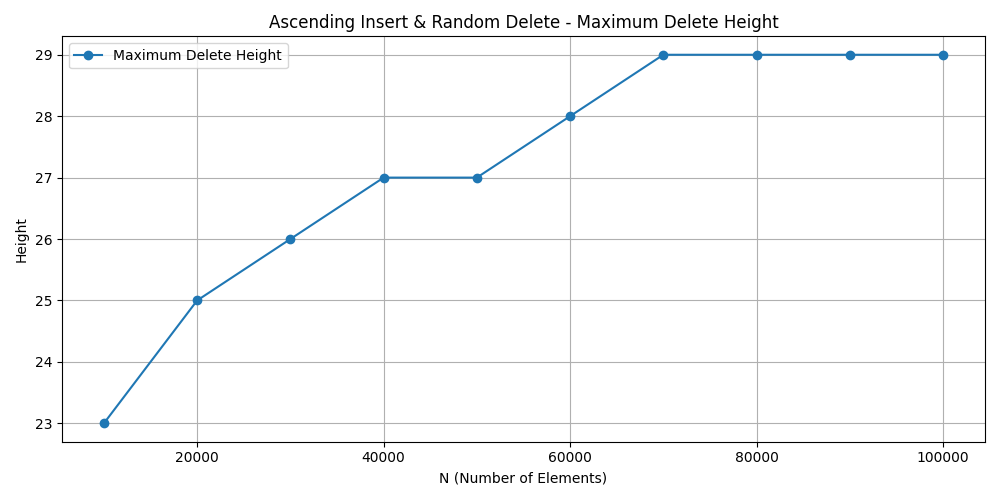 Ascending Insert & Random Delete - Maximum Delete Height
Maximum Delete Height
29
28
27
26
25
24
23
Height
20000 40000 60000 80000 100000
N (Number of Elements)